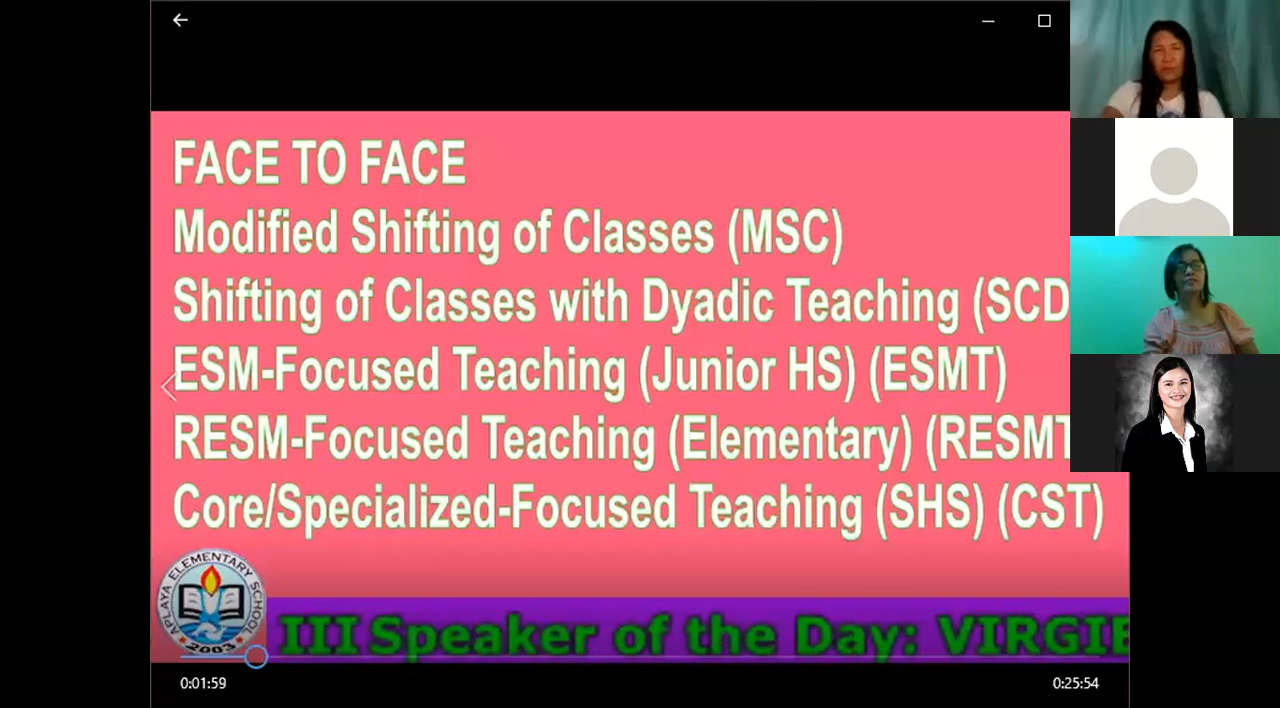 FACE TO FACE
Modified Shifting of Classes (MSC)
Shifting of Classes with Dyadic Teaching (SCD
ESM-Focused Teaching (Junior HS) (ESMT)
RESM-Focused Teaching (Elementary) (RESMT
Core/Specialized-Focused Teaching (SHS) (CST)
APLAYA ELEMENTARY SCHOOL
2003
III Speaker of the Day: VIRGIE
0:01:59
0:25:54